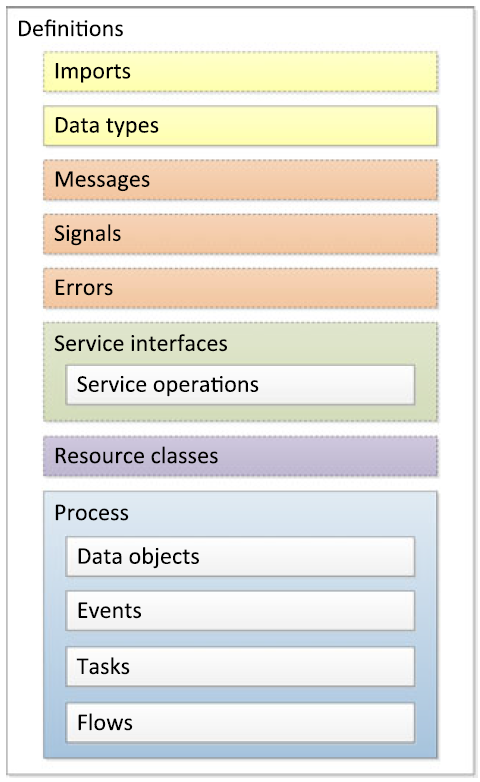 Definitions
Imports
Data types
Messages
Signals
Errors
Service interfaces
Service operations
Resource classes
Process
Data objects
Events
Tasks
Flows